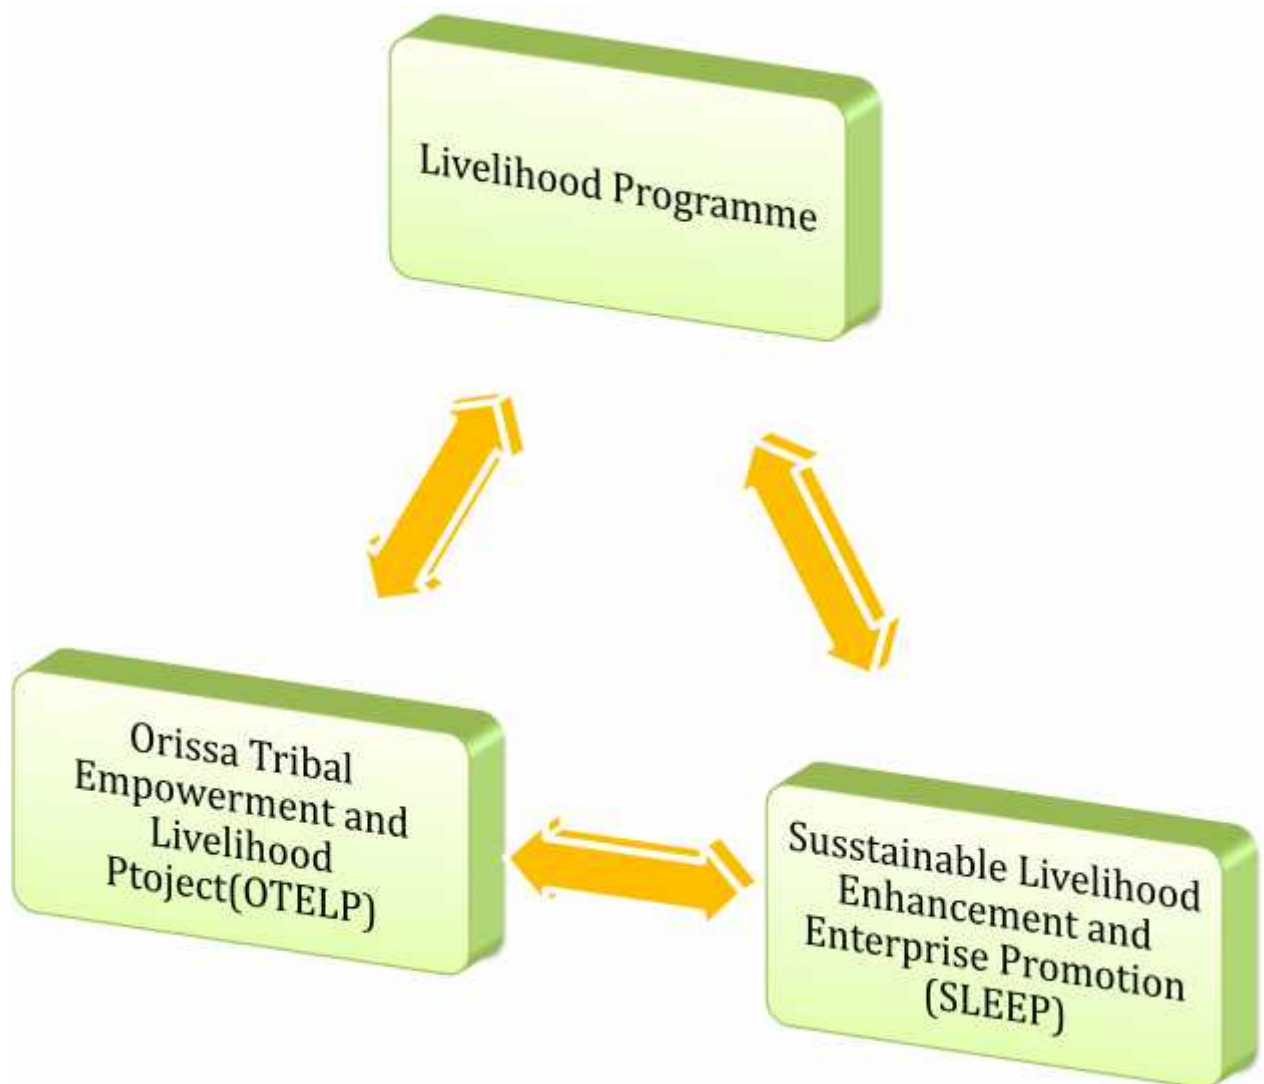 Livelihood Programme
Orissa Tribal
Empowerment and
Livelihood
Ptoject(OTELP)
Susstainable Livelihood
Enhancement and
Enterprise Promotion
(SLEEP)